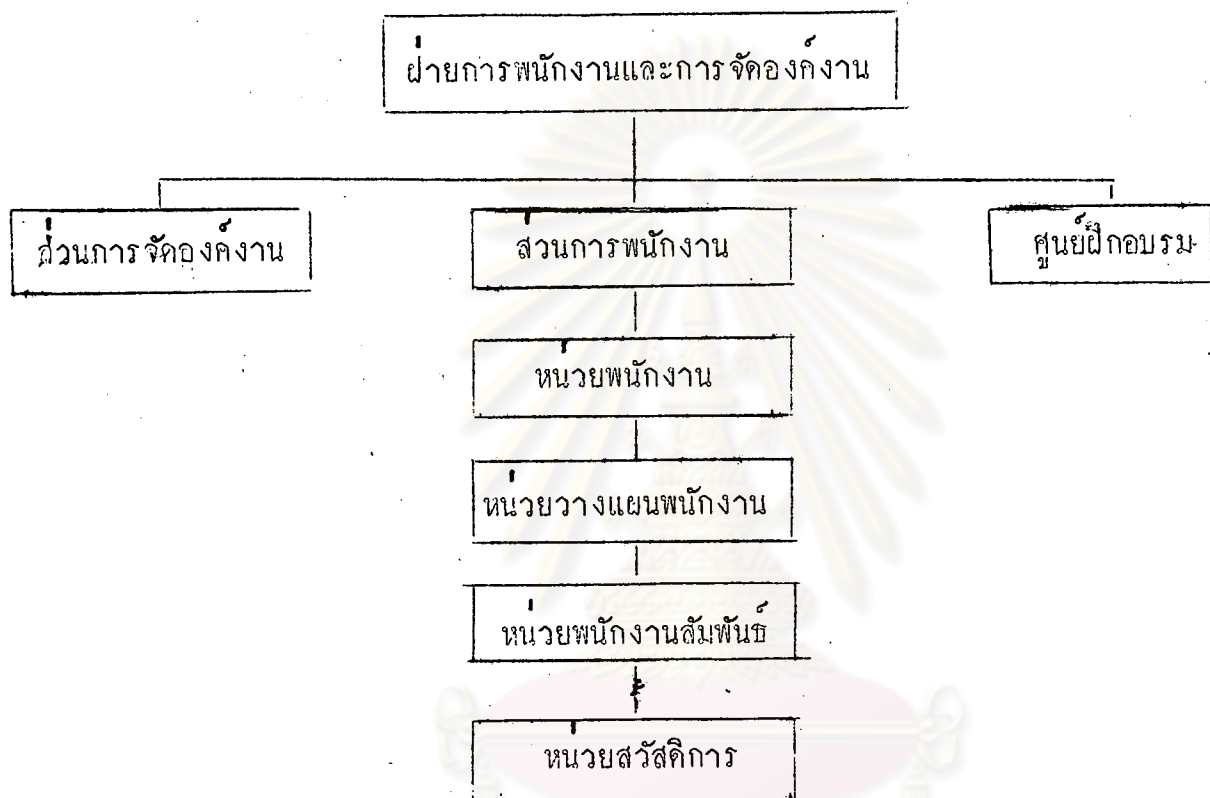 ฝ่ายการพนักงานและการจัดองค์งาน
ส่วนการจัดองค์งาน
ส่วนการพนักงาน
ศูนย์ฝึกอบรม
หน่วยพนักงาน
หน่วยวางแผนพนักงาน
หน่วยพนักงานสัมพันธ์
หน่วยสวัสดิการ